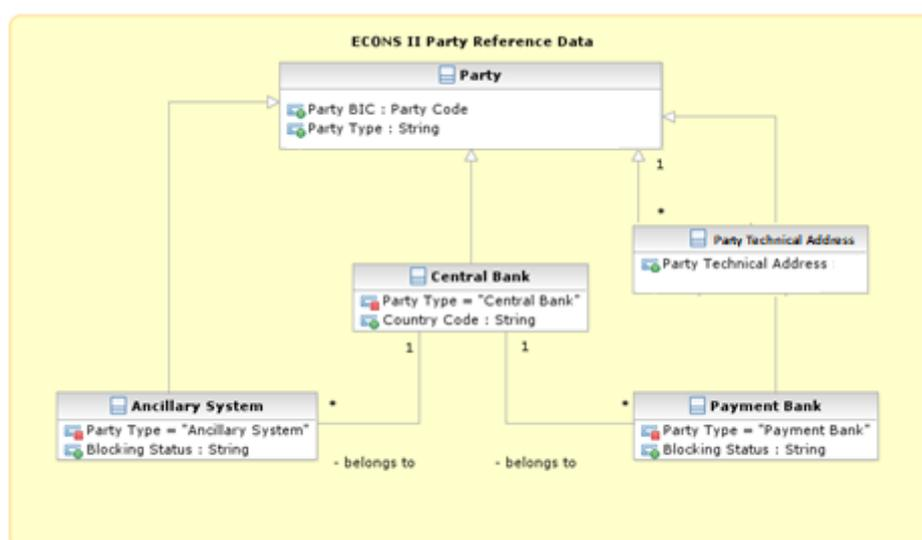 ECONS II Party Reference Data
Party
Party BIC : Party Code
Party Type : String
1
*
Party Technical Address
Party Technical Address :
Central Bank
Party Type = "Central Bank"
Country Code : String
1
1
Ancillary System
Party Type = "Ancillary System"
Blocking Status : String
*
- belongs to
*
- belongs to
Payment Bank
Party Type = "Payment Bank"
Blocking Status : String